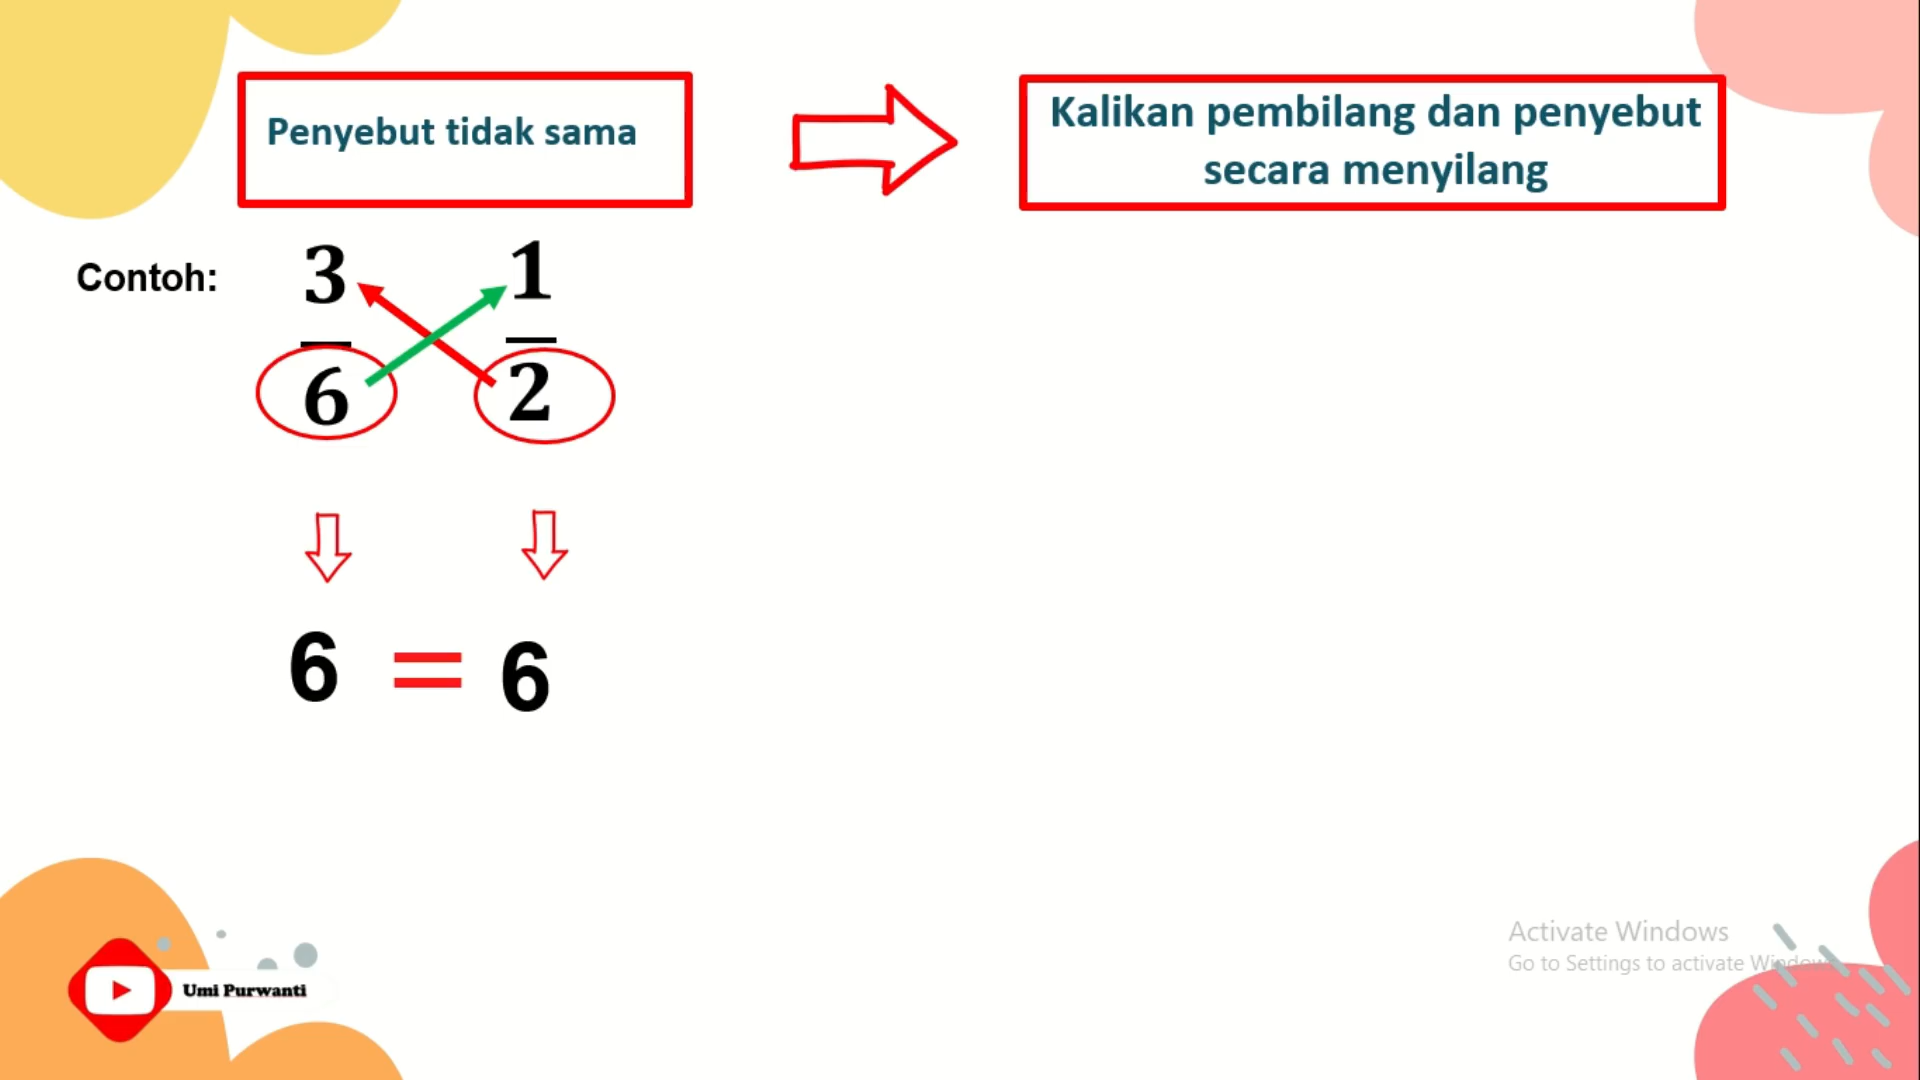 Penyebut tidak sama
Kalikan pembilang dan penyebut
secara menyilang
Contoh:
3 1
6 2
6 = 6
Activate Windows
Go to Settings to activate Windows
Umi Purwanti